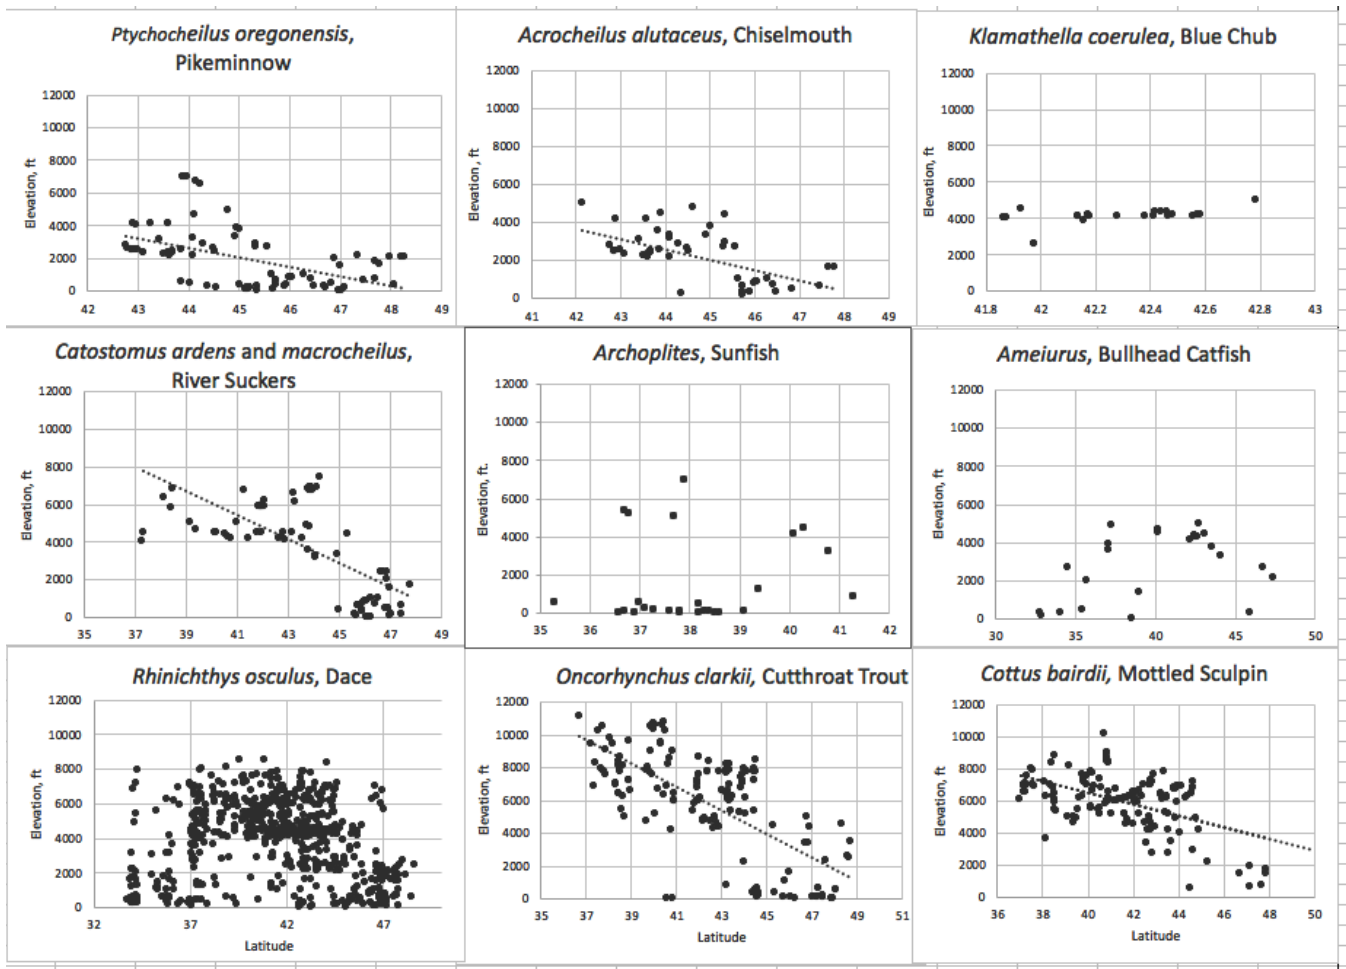 Ptychocheilus oregonensis,
Pikeminnow
Elevation, ft
12000
10000
8000
6000
4000
2000
0
42 43 44 45 46 47 48 49
Acrocheilus alutaceus, Chiselmouth
Elevation , ft
12000
10000
8000
6000
4000
2000
0
41 42 43 44 45 46 47 48 49
Klamathella coerulea, Blue Chub
Elevation, ft
12000
10000
8000
6000
4000
2000
0
41.8 42 42.2 42.4 42.6 42.8 43
Catostomus ardens and macrocheilus,
River Suckers
Elevation, ft
12000
10000
8000
6000
4000
2000
0
35 37 39 41 43 45 47 49
Archoplites, Sunfish
Elevation, ft.
12000
10000
8000
6000
4000
2000
0
35 36 37 38 39 40 41 42
Ameiurus, Bullhead Catfish
Elevation, ft
12000
10000
8000
6000
4000
2000
0
30 35 40 45 50
Rhinichthys osculus, Dace
Elevation, ft
12000
10000
8000
6000
4000
2000
0
32 37 42 47
Latitude
Oncorhynchus clarkii, Cutthroat Trout
Elevation, ft
12000
10000
8000
6000
4000
2000
0
35 37 39 41 43 45 47 49 51
Latitude
Cottus bairdii, Mottled Sculpin
Elevation, ft
12000
10000
8000
6000
4000
2000
0
36 38 40 42 44 46 48 50
Latitude